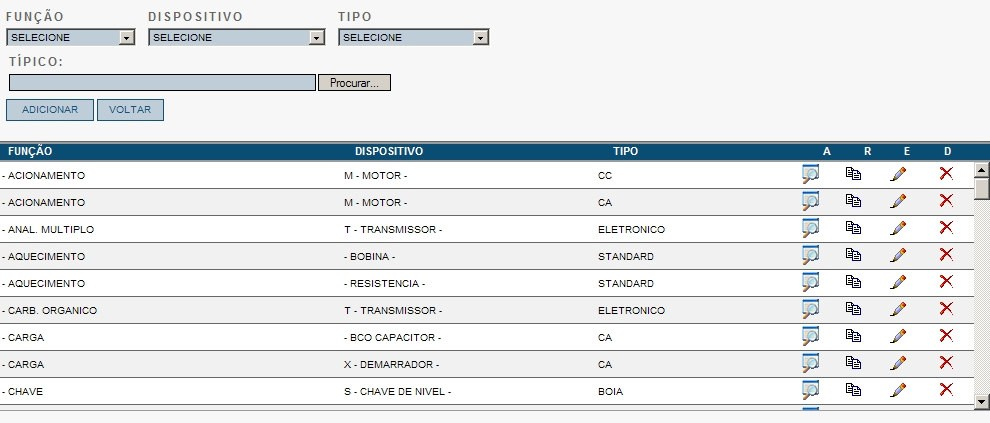 FUNÇÃO DISPOSITIVO TIPO
SELECIONE SELECIONE SELECIONE
TÍPICO:
Procurar...
ADICIONAR VOLTAR
FUNÇÃO DISPOSITIVO TIPO A R E D
- ACIONAMENTO M - MOTOR - CC
- ACIONAMENTO M - MOTOR - CA
- ANAL. MULTIPLO T - TRANSMISSOR - ELETRONICO
- AQUECIMENTO - BOBINA - STANDARD
- AQUECIMENTO - RESISTENCIA - STANDARD
- CARB. ORGANICO T - TRANSMISSOR - ELETRONICO
- CARGA - BCO CAPACITOR - CA
- CARGA X - DEMARRADOR - CA
- CHAVE S - CHAVE DE NIVEL - BOIA